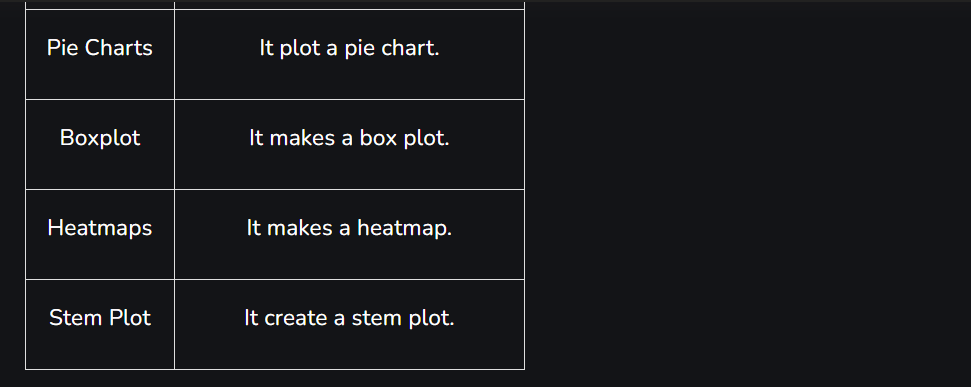 Pie Charts It plot a pie chart.
Boxplot It makes a box plot.
Heatmaps It makes a heatmap.
Stem Plot It create a stem plot.